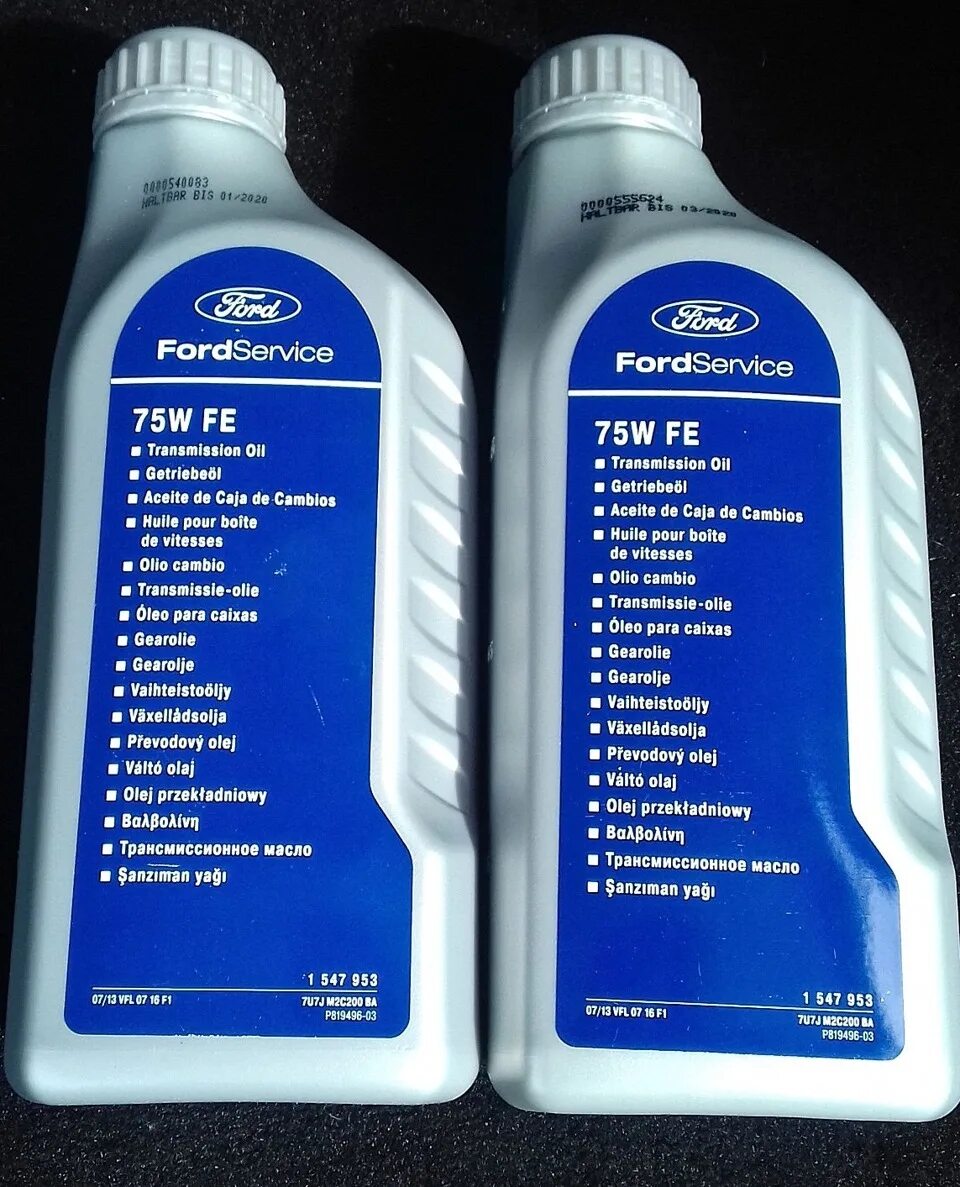 0000540083
HALTBAR BIS 01/2020
Ford
FordService
75W FE
■ Transmission Oil
■ Getriebeöl
■ Aceite de Caja de Cambios
■ Huile pour boîte
de vitesses
■ Olio cambio
■ Transmissie-olie
■ Óleo para caixas
■ Gearolie
■ Gearolje
■ Vaihteistoöljy
■ Växellådsolja
■ Převodový olej
■ Váltó olaj
■ Olej przekładniowy
■ Βαλβολίνη
■ Трансмиссионное масло
■ Şanzıman yağı
1 547 953
07/13 VFL 07 16 F1
7U7J M2C200 BA
P819496-03
0000555624
HALTBAR BIS 03/2020
Ford
FordService
75W FE
■ Transmission Oil
■ Getriebeöl
■ Aceite de Caja de Cambios
■ Huile pour boîte
de vitesses
■ Olio cambio
■ Transmissie-olie
■ Óleo para caixas
■ Gearolie
■ Gearolje
■ Vaihteistoöljy
■ Växellådsolja
■ Převodový olej
■ Váltó olaj
■ Olej przekładniowy
■ Βαλβολίνη
■ Трансмиссионное масло
■ Şanzıman yağı
1 547 953
07/13 VFL 07 16 F1
7U7J M2C200 BA
P819496-03